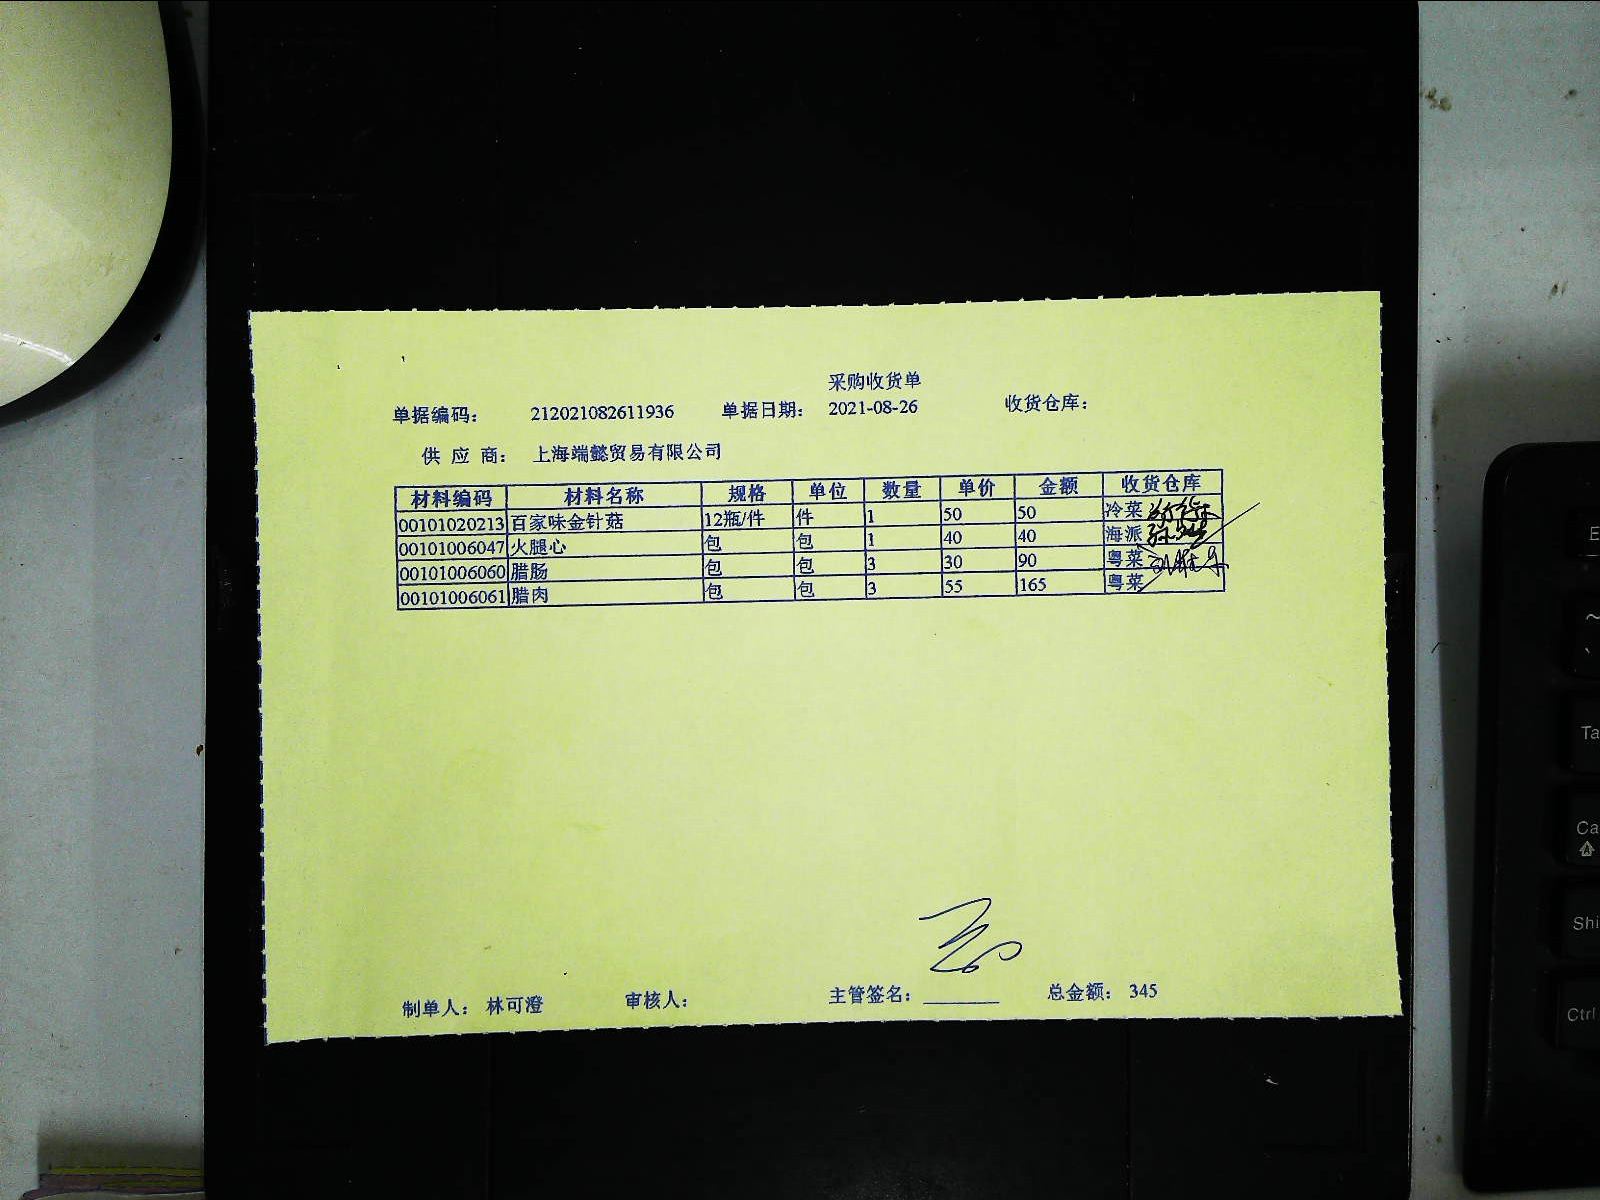 采购收货单
单据编码： 212021082611936 单据日期： 2021-08-26 收货仓库：
供 应 商： 上海端懿贸易有限公司
材料编码 材料名称 规格 单位 数量 单价 金额 收货仓库
00101020213 百家味金针菇 12瓶/件 件 1 50 50 冷菜
00101006047 火腿心 包 包 1 40 40 海派
00101006060 腊肠 包 包 3 30 90 粤菜
00101006061 腊肉 包 包 3 55 165 粤菜
制单人： 林可澄 审核人： 主管签名： 总金额： 345
Shi
Ctrl